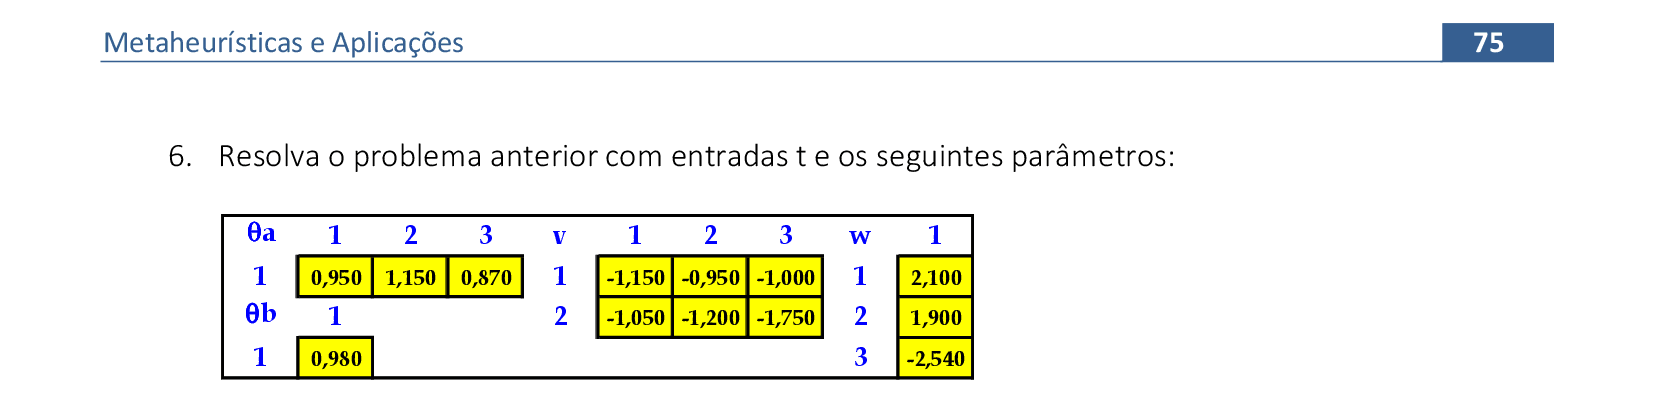 Metaheurísticas e Aplicações 75
6. Resolva o problema anterior com entradas t e os seguintes parâmetros:
θa 1 2 3 v 1 2 3 w 1
1 0,950 1,150 0,870 1 -1,150 -0,950 -1,000 1 2,100
θb 1 2 -1,050 -1,200 -1,750 2 1,900
1 0,980 3 -2,540